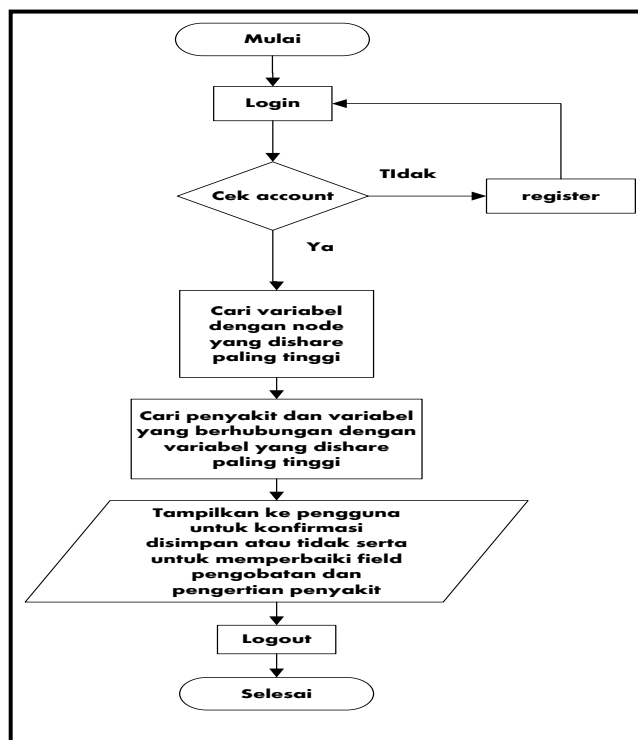 Mulai
Login
Cek account
TIdak
register
Ya
Cari variabel
dengan node
yang dishare
paling tinggi
Cari penyakit dan variabel
yang berhubungan dengan
variabel yang dishare
paling tinggi
Tampilkan ke pengguna
untuk konfirmasi
disimpan atau tidak serta
untuk memperbaiki field
pengobatan dan
pengertian penyakit
Logout
Selesai